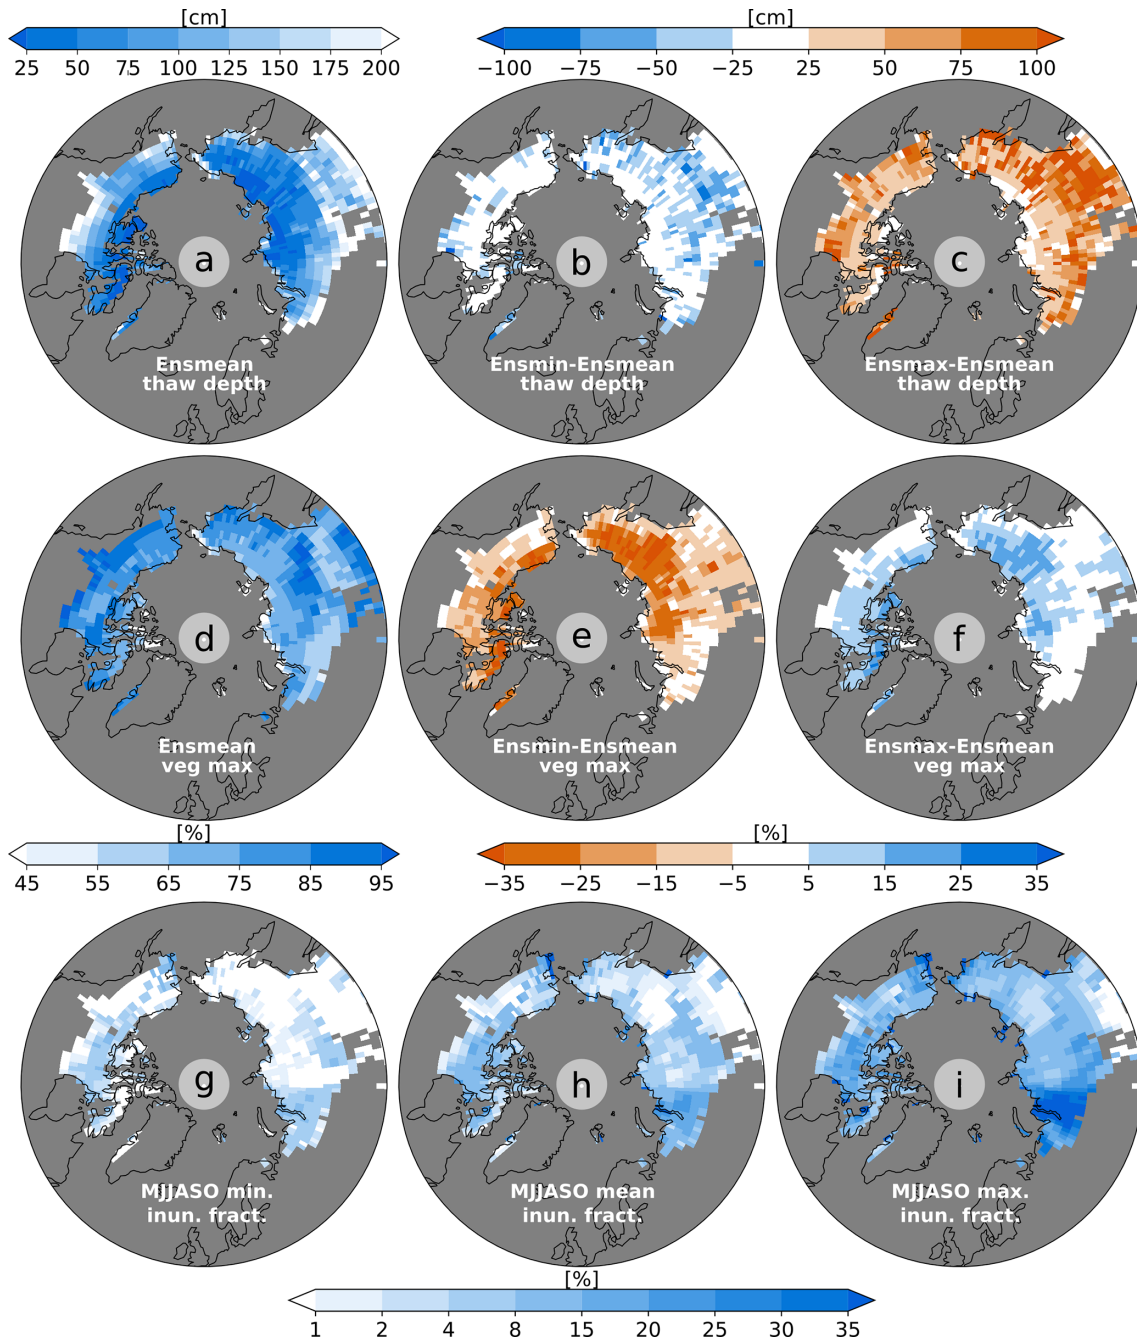 [cm] [cm]
25 50 75 100 125 150 175 200 −100 −75 −50 −25 25 50 75 100
a b c
Ensmean Ensmin-Ensmean Ensmax-Ensmean
thaw depth thaw depth thaw depth
d e f
Ensmean Ensmin-Ensmean Ensmax-Ensmean
veg max veg max veg max
[%] [%]
45 55 65 75 85 95 −35 −25 −15 −5 5 15 25 35
g h i
MJJASO min. MJJASO mean MJJASO max.
inun. fract. inun. fract. inun. fract.
[%]
1 2 4 8 15 20 25 30 35